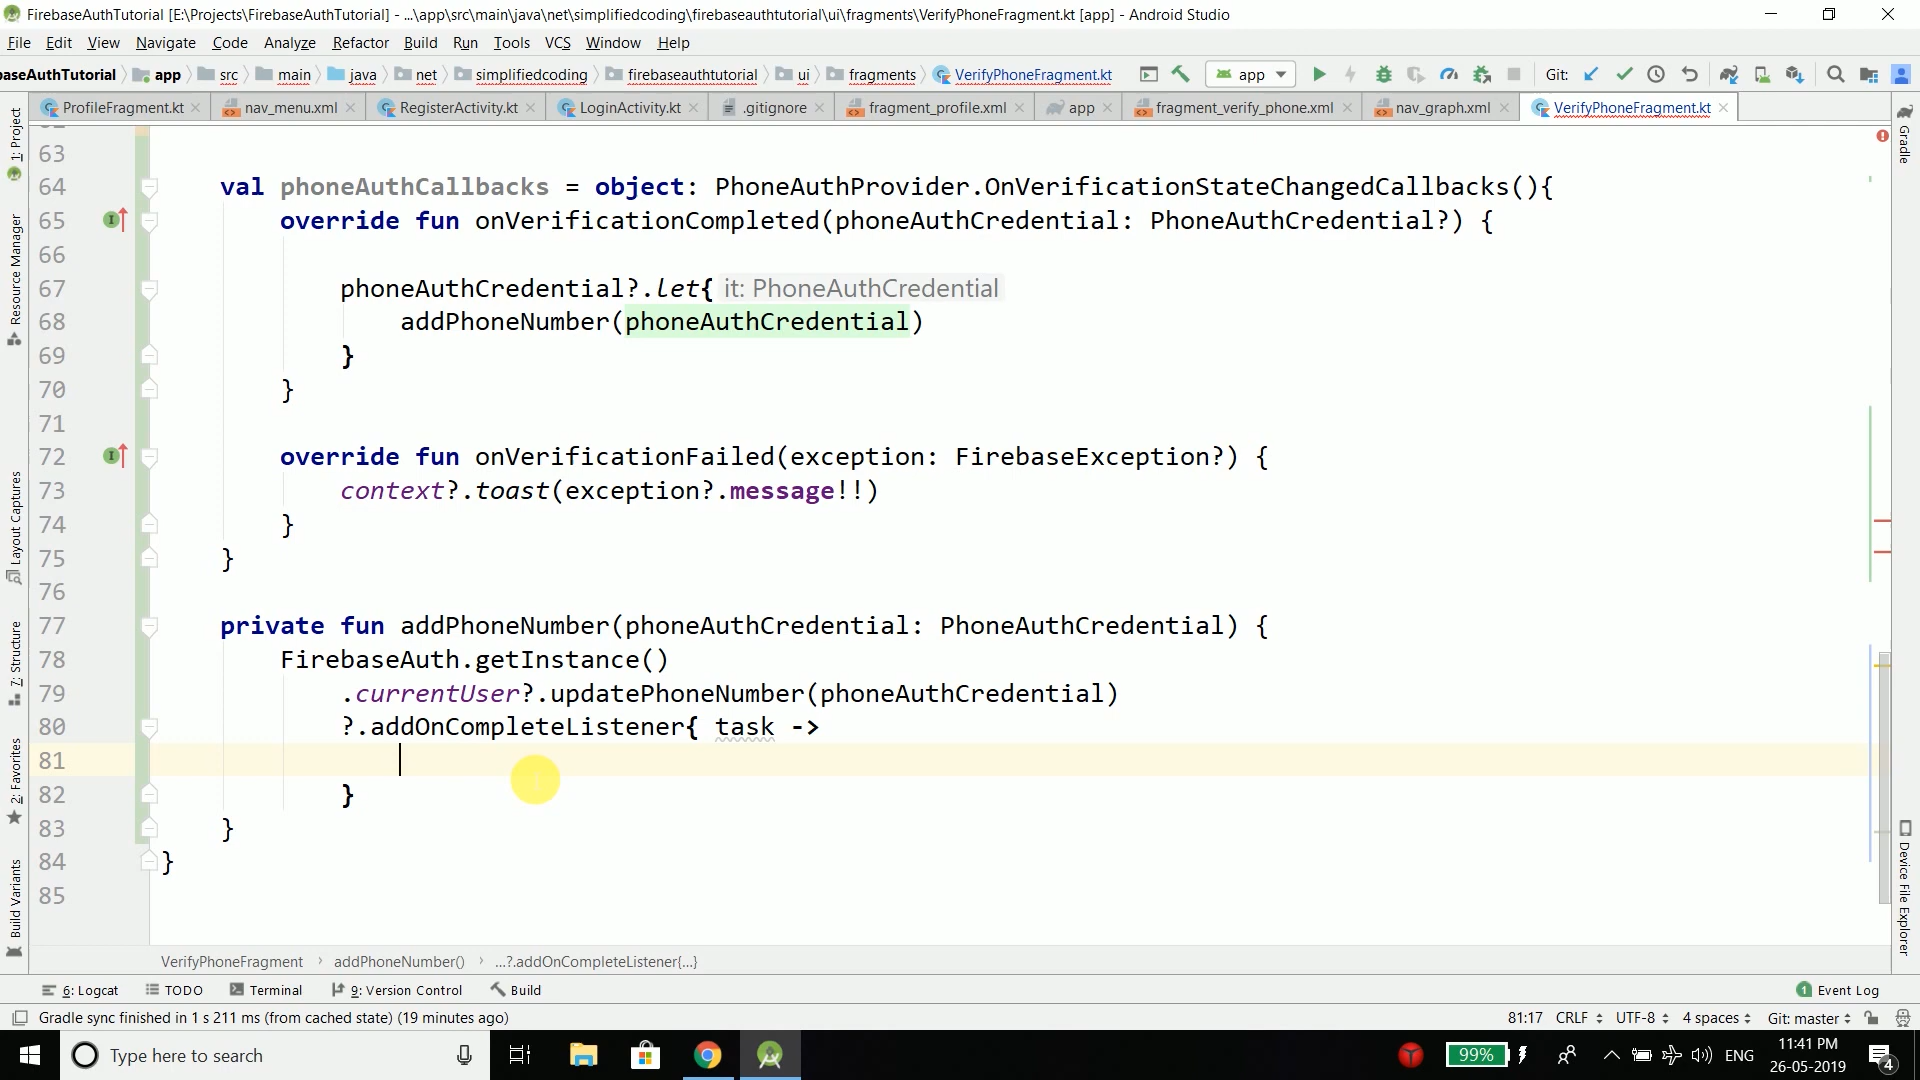 FirebaseAuthTutorial [E:\Projects\FirebaseAuthTutorial] - ...\app\src\main\java\net\simplifiedcoding\firebaseauthtutorial\ui\fragments\VerifyPhoneFragment.kt [app] - Android Studio
File Edit View Navigate Code Analyze Refactor Build Run Tools VCS Window Help
baseAuthTutorial app src main java net simplifiedcoding firebaseauthtutorial ui fragments VerifyPhoneFragment.kt app Git:
ProfileFragment.kt nav_menu.xml RegisterActivity.kt LoginActivity.kt .gitignore fragment_profile.xml app fragment_verify_phone.xml nav_graph.xml VerifyPhoneFragment.kt
1: Project
Resource Manager
Layout Captures
7: Structure
2: Favorites
Build Variants
63
64 val phoneAuthCallbacks = object: PhoneAuthProvider.OnVerificationStateChangedCallbacks(){
65 override fun onVerificationCompleted(phoneAuthCredential: PhoneAuthCredential?) {
66
67 phoneAuthCredential?.let{ it: PhoneAuthCredential
68 addPhoneNumber(phoneAuthCredential)
69 }
70 }
71
72 override fun onVerificationFailed(exception: FirebaseException?) {
73 context?.toast(exception?.message!!)
74 }
75 }
76
77 private fun addPhoneNumber(phoneAuthCredential: PhoneAuthCredential) {
78 FirebaseAuth.getInstance()
79 .currentUser?.updatePhoneNumber(phoneAuthCredential)
80 ?.addOnCompleteListener{ task ->
81
82 }
83 }
84 }
85
Gradle
Device File Explorer
VerifyPhoneFragment › addPhoneNumber() › ...?.addOnCompleteListener{...}
6: Logcat TODO Terminal 9: Version Control Build 1 Event Log
Gradle sync finished in 1 s 211 ms (from cached state) (19 minutes ago) 81:17 CRLF UTF-8 4 spaces Git: master
Type here to search 99% ENG 11:41 PM
26-05-2019 4